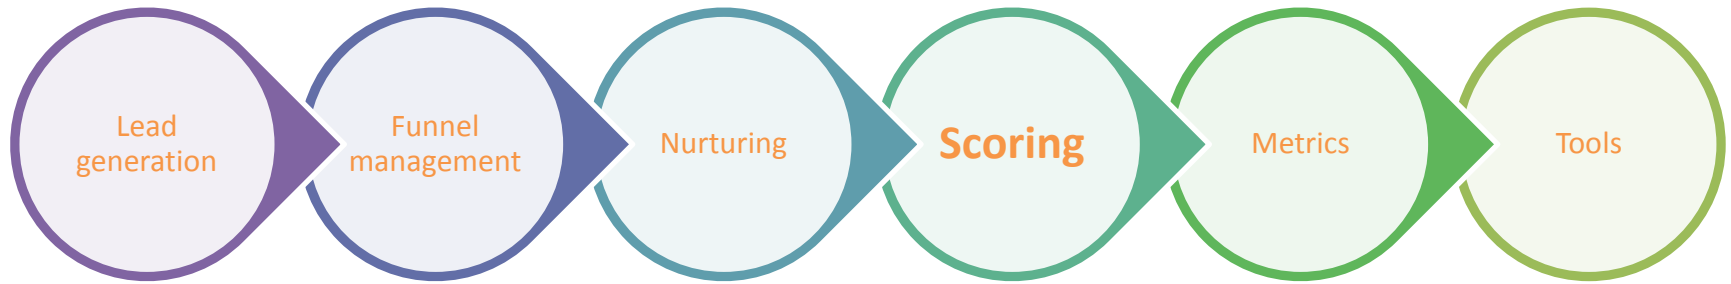 Lead
generation
Funnel
management
Nurturing
Scoring
Metrics
Tools